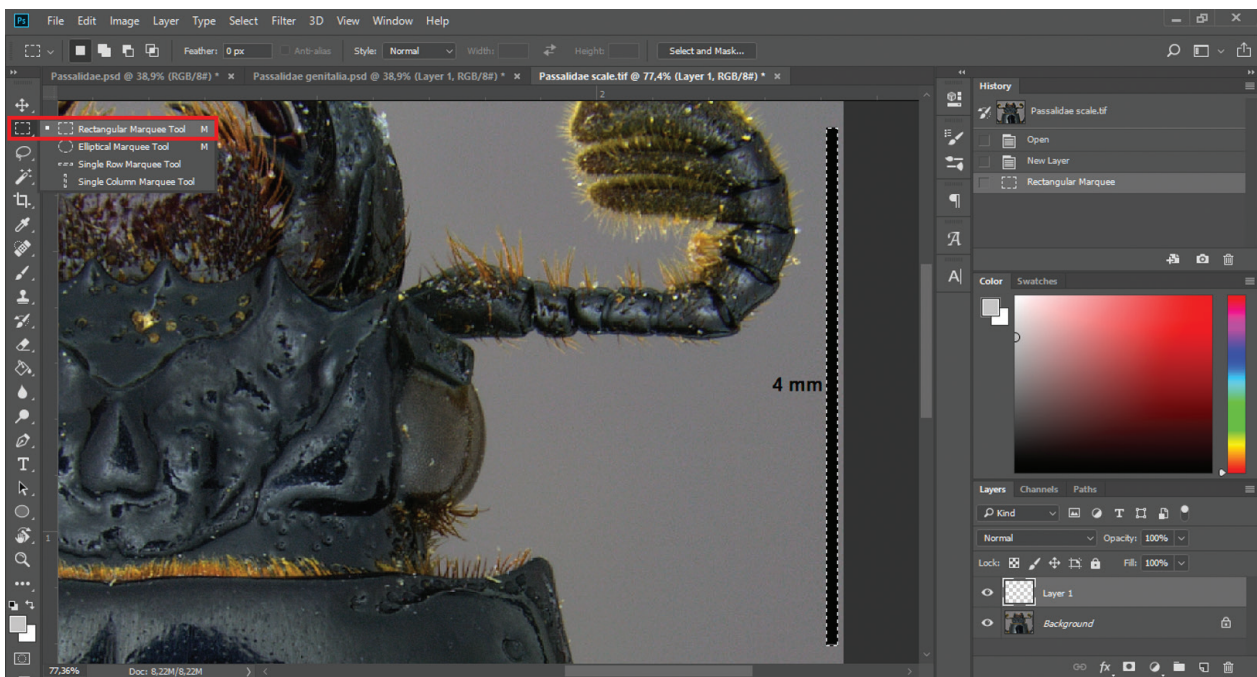 Ps File Edit Image Layer Type Select Filter 3D View Window Help
Feather: 0 px Anti-alias Style: Normal Width: Height: Select and Mask...
Passalidae.psd @ 38,9% (RGB/8#) * × Passalidae genitalia.psd @ 38,9% (Layer 1, RGB/8#) * × Passalidae scale.tif @ 77,4% (Layer 1, RGB/8#) * ×
2
Rectangular Marquee Tool M
Elliptical Marquee Tool M
Single Row Marquee Tool
Single Column Marquee Tool
4 mm
1
77,36% Doc: 8,22M/8,22M
History
Passalidae scale.tif
Open
New Layer
Rectangular Marquee
Color Swatches
Layers Channels Paths
Kind
Normal Opacity: 100%
Lock: Fill: 100%
Layer 1
Background